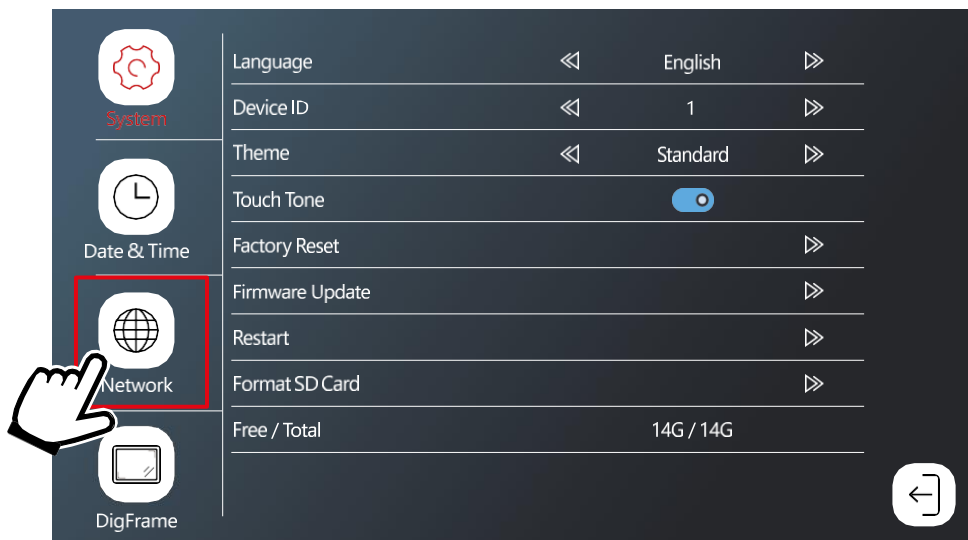 System
Date & Time
Network
DigFrame
Language English
Device ID 1
Theme Standard
Touch Tone
Factory Reset
Firmware Update
Restart
Format SD Card
Free / Total 14G / 14G